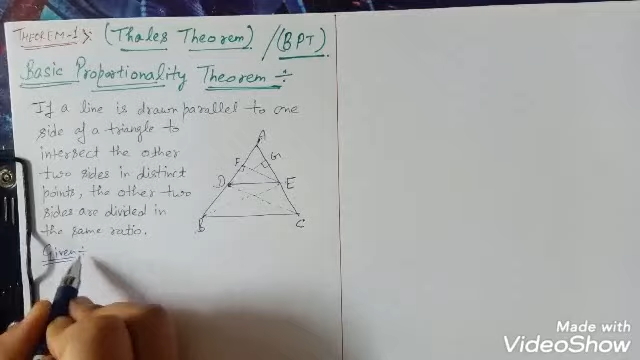 THEOREM-1 :
(Thales Theorem) / (BPT)
Basic Proportionality Theorem ÷
If a line is drawn parallel to one
side of a triangle to
intersect the other
two sides in distinct
points, the other two
sides are divided in
the same ratio.
Given ÷
A
F
G
D
E
B
C
Made with
VideoShow